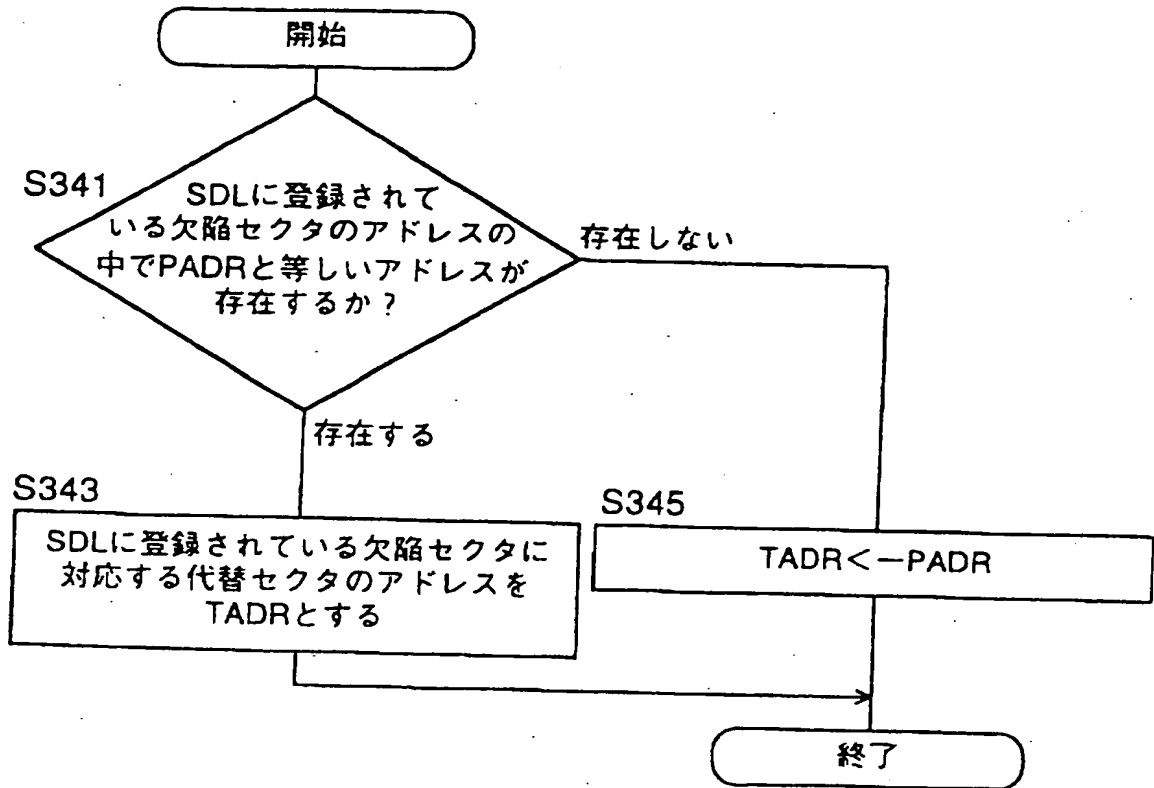 開始
S341
SDLに登録されて
いる欠陥セクタのアドレスの
中でPADRと等しいアドレスが
存在するか?
存在しない
存在する
S343
SDLに登録されている欠陥セクタに
対応する代替セクタのアドレスを
TADRとする
S345
TADR<—PADR
終了